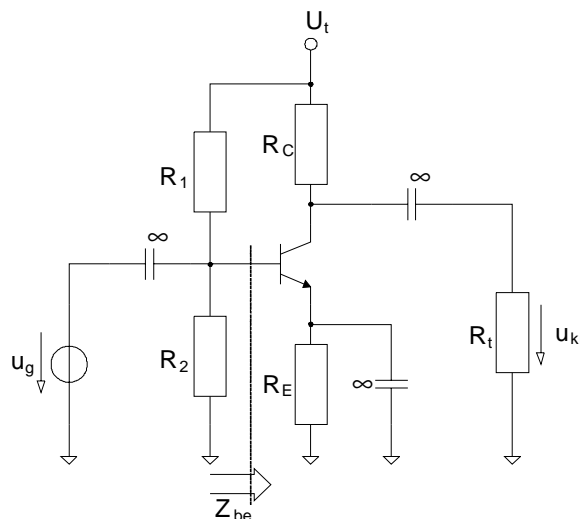 Ut
R1
RC
∞
∞
ug
R2
RE
∞
Rt
uk
Zbe